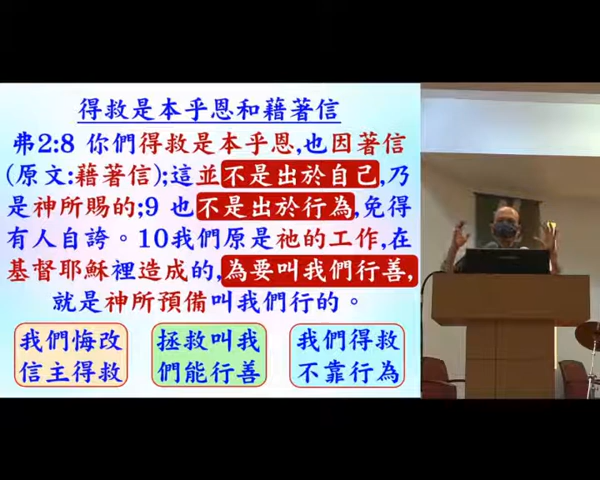 得救是本乎恩和藉著信
弗2:8 你們得救是本乎恩,也因著信
(原文:藉著信);這並不是出於自己,乃
是神所賜的;9 也不是出於行為,免得
有人自誇。10我們原是祂的工作,在
基督耶穌裡造成的,為要叫我們行善,
就是神所預備叫我們行的。
我們悔改
信主得救
拯救叫我
們能行善
我們得救
不靠行為